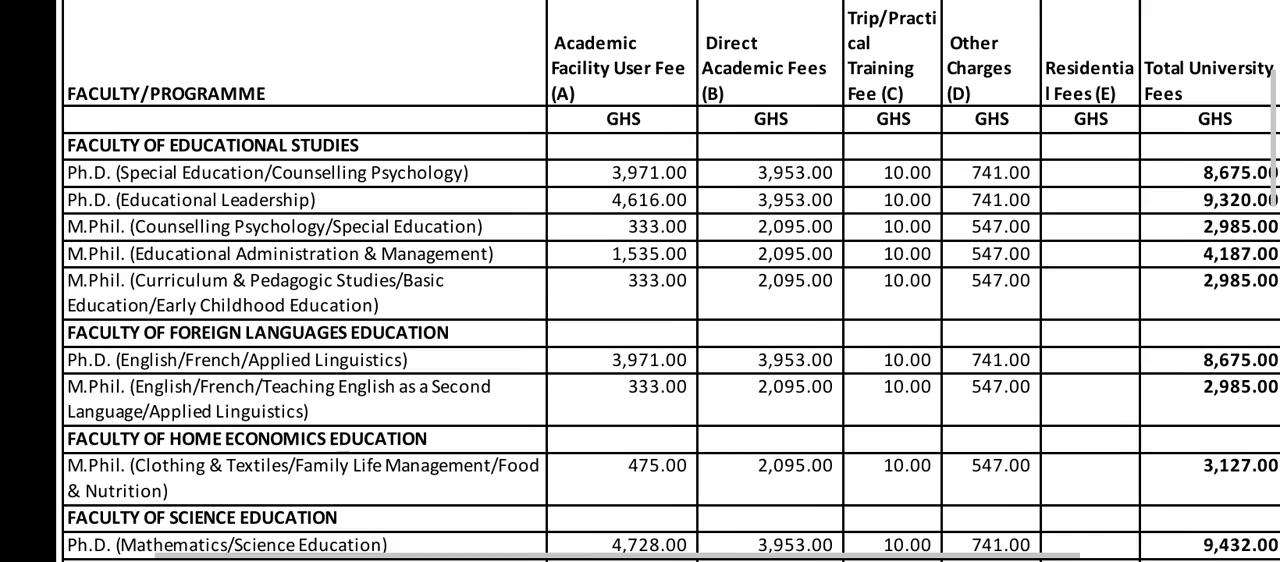 FACULTY/PROGRAMME Academic Facility User Fee (A) Direct Academic Fees (B) Trip/Practical Training Fee (C) Other Charges (D) Residential Fees (E) Total University Fees
GHS GHS GHS GHS GHS GHS
FACULTY OF EDUCATIONAL STUDIES
Ph.D. (Special Education/Counselling Psychology) 3,971.00 3,953.00 10.00 741.00 8,675.00
Ph.D. (Educational Leadership) 4,616.00 3,953.00 10.00 741.00 9,320.00
M.Phil. (Counselling Psychology/Special Education) 333.00 2,095.00 10.00 547.00 2,985.00
M.Phil. (Educational Administration & Management) 1,535.00 2,095.00 10.00 547.00 4,187.00
M.Phil. (Curriculum & Pedagogic Studies/Basic 333.00 2,095.00 10.00 547.00 2,985.00
Education/Early Childhood Education)
FACULTY OF FOREIGN LANGUAGES EDUCATION
Ph.D. (English/French/Applied Linguistics) 3,971.00 3,953.00 10.00 741.00 8,675.00
M.Phil. (English/French/Teaching English as a Second 333.00 2,095.00 10.00 547.00 2,985.00
Language/Applied Linguistics)
FACULTY OF HOME ECONOMICS EDUCATION
M.Phil. (Clothing & Textiles/Family Life Management/Food 475.00 2,095.00 10.00 547.00 3,127.00
& Nutrition)
FACULTY OF SCIENCE EDUCATION
Ph.D. (Mathematics/Science Education) 4,728.00 3,953.00 10.00 741.00 9,432.00